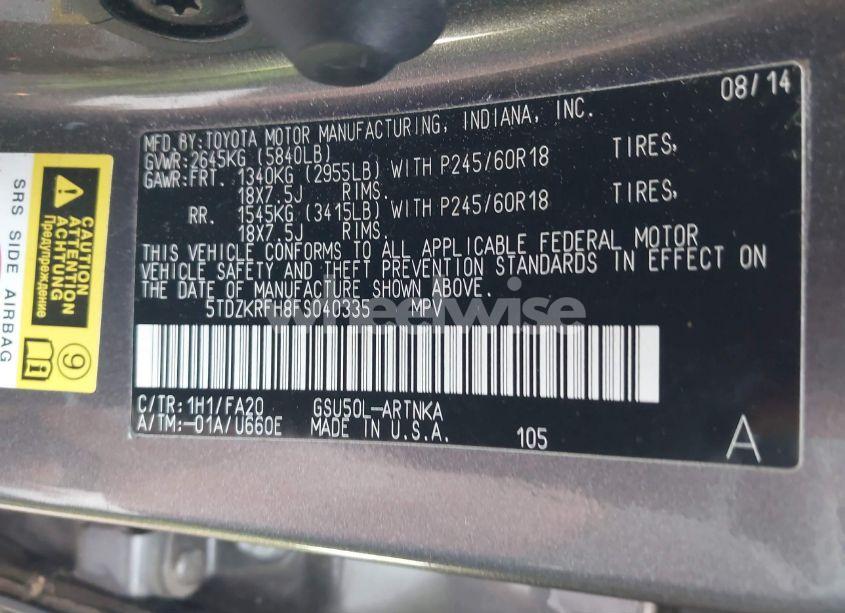 08/14
MFD.BY:TOYOTA MOTOR MANUFACTURING, INDIANA, INC.
GVWR:2645KG (5840LB)
GAWR:FRT. 1340KG (2955LB) WITH P245/60R18 TIRES,
18X7.5J RIMS.
RR. 1545KG (3415LB) WITH P245/60R18 TIRES,
18X7.5J RIMS.
THIS VEHICLE CONFORMS TO ALL APPLICABLE FEDERAL MOTOR
VEHICLE SAFETY AND THEFT PREVENTION STANDARDS IN EFFECT ON
THE DATE OF MANUFACTURE SHOWN ABOVE.
5TDZKRFH8FS040335 MPV
C/TR:1H1/FA20 GSU50L-ARTNKA
A/TM:-01A/U660E MADE IN U.S.A. 105 A
SRS SIDE AIRBAG
CAUTION
ATTENTION
ACHTUNG
Предупреждение
9
wheelwise